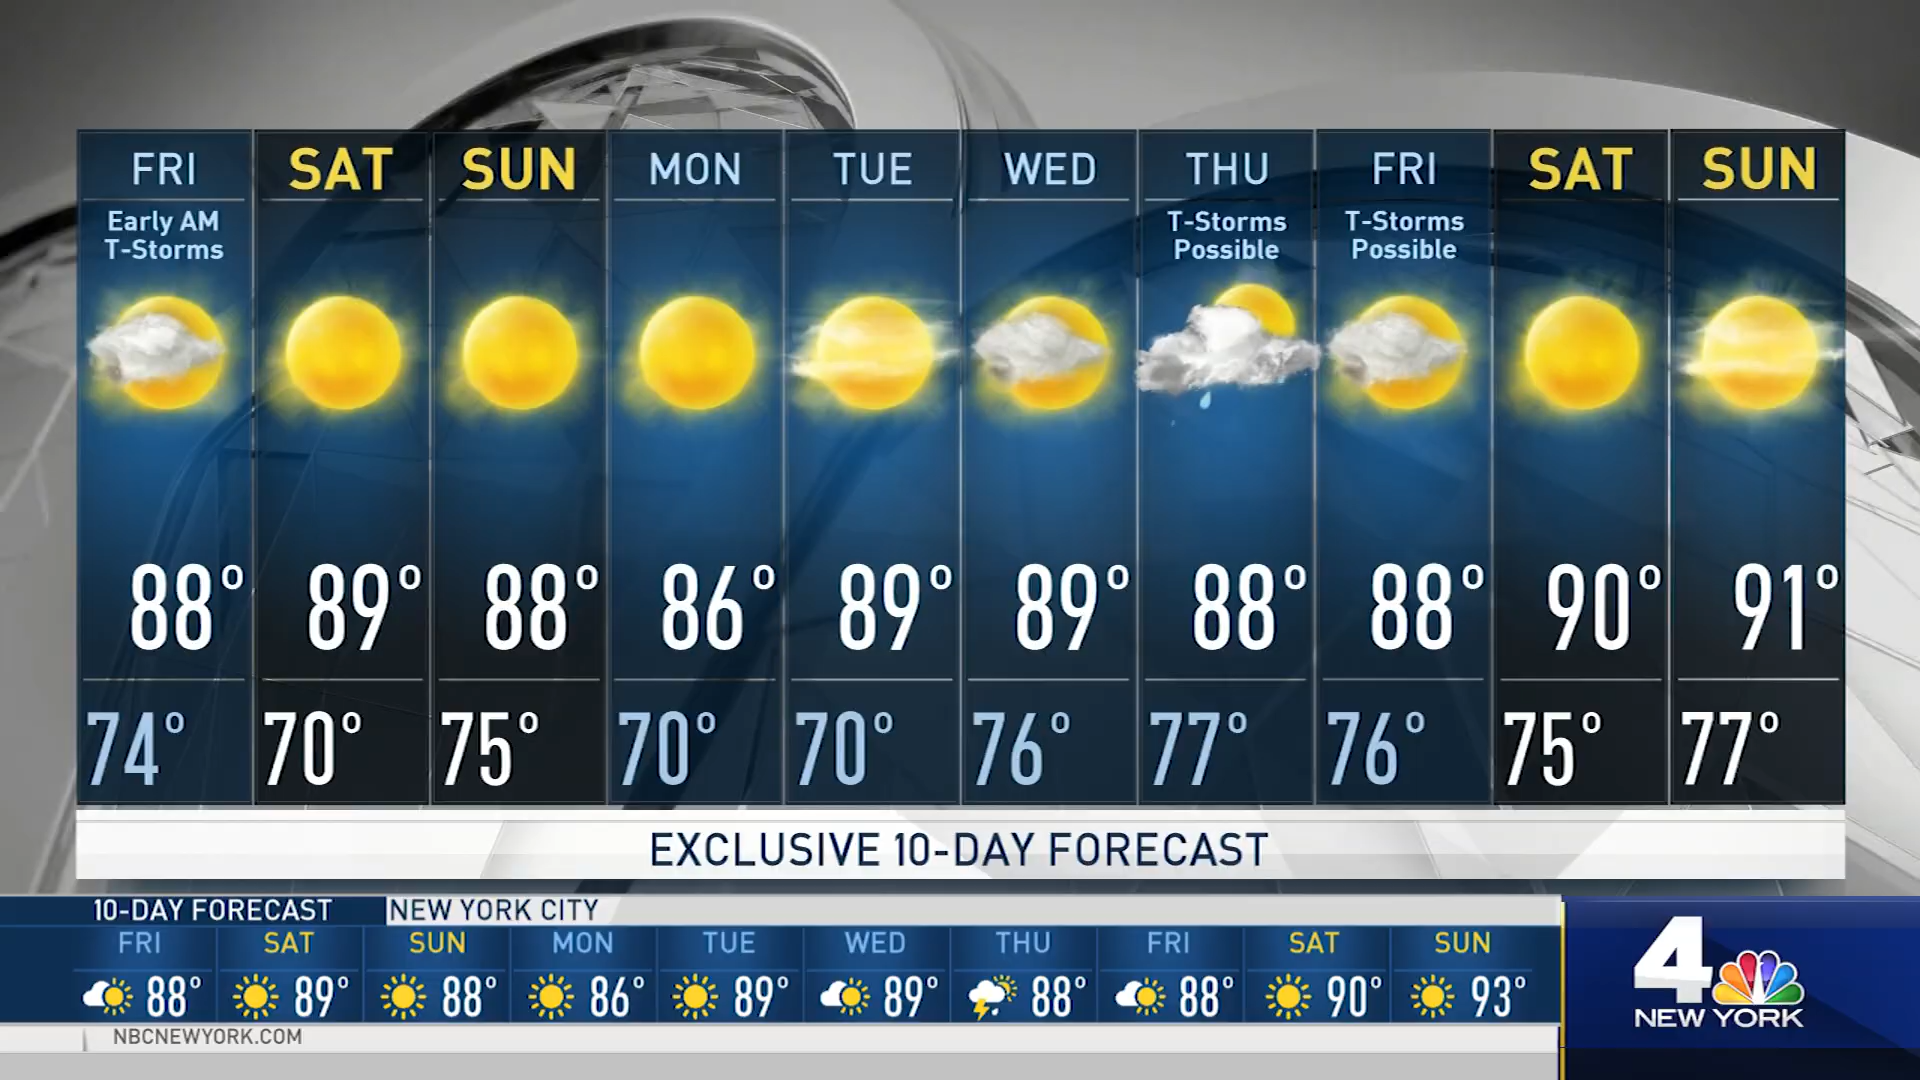 FRI SAT SUN MON TUE WED THU FRI SAT SUN
Early AM T-Storms T-Storms
T-Storms Possible Possible
88° 89° 88° 86° 89° 89° 88° 88° 90° 91°
74° 70° 75° 70° 70° 76° 77° 76° 75° 77°
EXCLUSIVE 10-DAY FORECAST
10-DAY FORECAST NEW YORK CITY
FRI SAT SUN MON TUE WED THU FRI SAT SUN
88° 89° 88° 86° 89° 89° 88° 88° 90° 93°
NBCNEWYORK.COM
4
NEW YORK